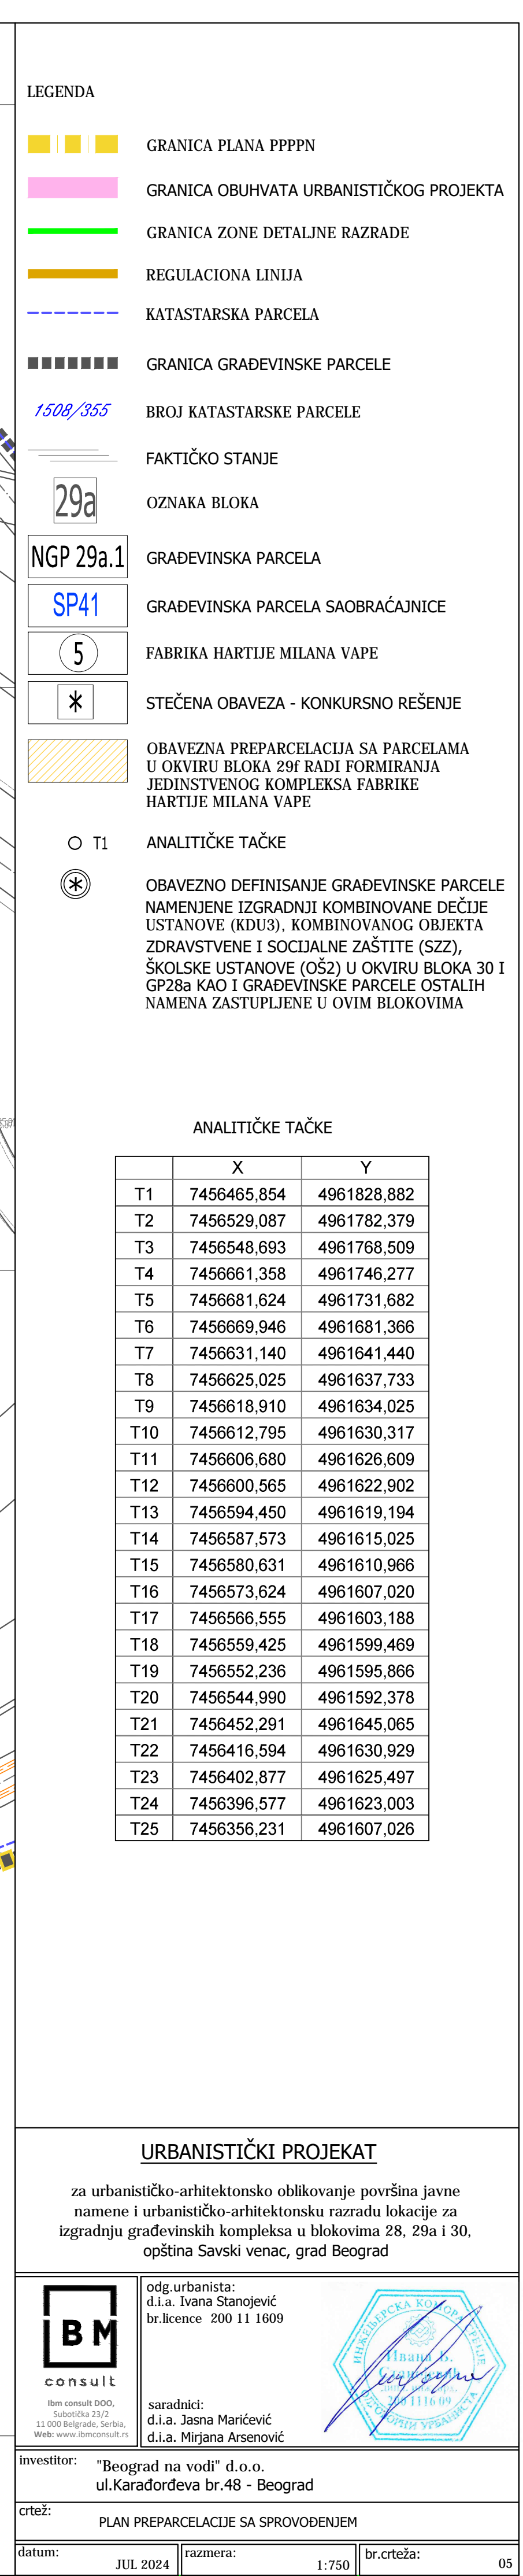 LEGENDA
GRANICA PLANA PPPPN
GRANICA OBUHVATA URBANISTIČKOG PROJEKTA
GRANICA ZONE DETALJNE RAZRADE
REGULACIONA LINIJA
KATASTARSKA PARCELA
GRANICA GRAĐEVINSKE PARCELE
1508/355 BROJ KATASTARSKE PARCELE
FAKTIČKO STANJE
29a OZNAKA BLOKA
NGP 29a.1 GRAĐEVINSKA PARCELA
SP41 GRAĐEVINSKA PARCELA SAOBRAĆAJNICE
5 FABRIKA HARTIJE MILANA VAPE
* STEČENA OBAVEZA - KONKURSNO REŠENJE
OBAVEZNA PREPARCELACIJA SA PARCELAMA
U OKVIRU BLOKA 29f RADI FORMIRANJA
JEDINSTVENOG KOMPLEKSA FABRIKE
HARTIJE MILANA VAPE
T1 ANALITIČKE TAČKE
* OBAVEZNO DEFINISANJE GRAĐEVINSKE PARCELE
NAMENJENE IZGRADNJI KOMBINOVANE DEČIJE
USTANOVE (KDU3), KOMBINOVANOG OBJEKTA
ZDRAVSTVENE I SOCIJALNE ZAŠTITE (SZZ),
ŠKOLSKE USTANOVE (OŠ2) U OKVIRU BLOKA 30 I
GP28a KAO I GRAĐEVINSKE PARCELE OSTALIH
NAMENA ZASTUPLJENE U OVIM BLOKOVIMA
ANALITIČKE TAČKE
X Y
T1 7456465,854 4961828,882
T2 7456529,087 4961782,379
T3 7456548,693 4961768,509
T4 7456661,358 4961746,277
T5 7456681,624 4961731,682
T6 7456669,946 4961681,366
T7 7456631,140 4961641,440
T8 7456625,025 4961637,733
T9 7456618,910 4961634,025
T10 7456612,795 4961630,317
T11 7456606,680 4961626,609
T12 7456600,565 4961622,902
T13 7456594,450 4961619,194
T14 7456587,573 4961615,025
T15 7456580,631 4961610,966
T16 7456573,624 4961607,020
T17 7456566,555 4961603,188
T18 7456559,425 4961599,469
T19 7456552,236 4961595,866
T20 7456544,990 4961592,378
T21 7456452,291 4961645,065
T22 7456416,594 4961630,929
T23 7456402,877 4961625,497
T24 7456396,577 4961623,003
T25 7456356,231 4961607,026
URBANISTIČKI PROJEKAT
za urbanističko-arhitektonsko oblikovanje površina javne
namene i urbanističko-arhitektonsku razradu lokacije za
izgradnju građevinskih kompleksa u blokovima 28, 29a i 30,
opština Savski venac, grad Beograd
IBM
consult
Ibm consult DOO,
Subotička 23/2
11 000 Belgrade, Serbia,
Web: www.ibmconsult.rs
odg.urbanista:
d.i.a. Ivana Stanojević
br.licence 200 11 1609
saradnici:
d.i.a. Jasna Marićević
d.i.a. Mirjana Arsenović
ИНЖЕЊЕРСКА КОМОРА
Ивана Б.
200 1116 09
ОДГОВОРНИ УРБАНИСТА
investitor: "Beograd na vodi" d.o.o.
ul.Karađorđeva br.48 - Beograd
crtež:
PLAN PREPARCELACIJE SA SPROVOĐENJEM
datum: JUL 2024
razmera: 1:750
br.crteža: 05